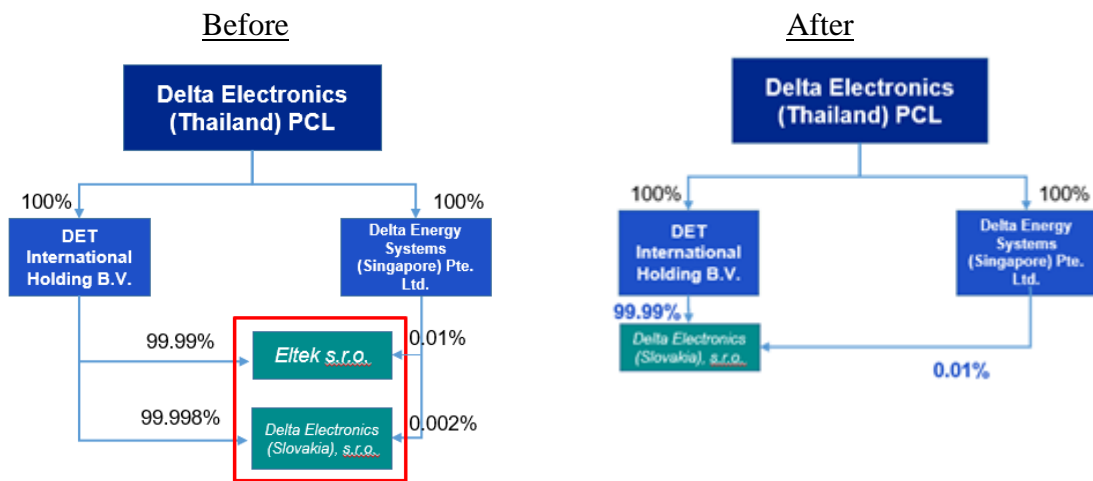 Before
Delta Electronics
(Thailand) PCL
100%
100%
DET
International
Holding B.V.
Delta Energy
Systems
(Singapore) Pte.
Ltd.
99.99%
Eltek s.r.o.
0.01%
99.998%
Delta Electronics
(Slovakia), s.r.o.
0.002%
After
Delta Electronics
(Thailand) PCL
100%
100%
DET
International
Holding B.V.
Delta Energy
Systems
(Singapore) Pte.
Ltd.
99.99%
Delta Electronics
(Slovakia), s.r.o.
0.01%